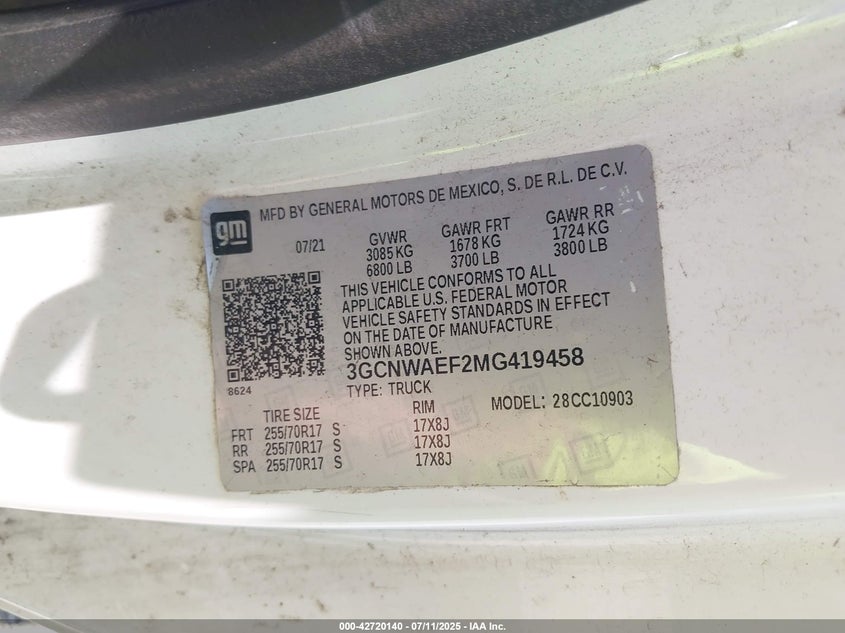 gm
MFD BY GENERAL MOTORS DE MEXICO, S. DE R.L. DE C.V.
07/21 GVWR GAWR FRT GAWR RR
3085 KG 1678 KG 1724 KG
6800 LB 3700 LB 3800 LB
THIS VEHICLE CONFORMS TO ALL
APPLICABLE U.S. FEDERAL MOTOR
VEHICLE SAFETY STANDARDS IN EFFECT
ON THE DATE OF MANUFACTURE
SHOWN ABOVE.
8624
3GCNWAEF2MG419458
TYPE: TRUCK
MODEL: 28CC10903
TIRE SIZE RIM
FRT 255/70R17 S 17X8J
RR 255/70R17 S 17X8J
SPA 255/70R17 S 17X8J
000-42720140 - 07/11/2025 - IAA Inc.